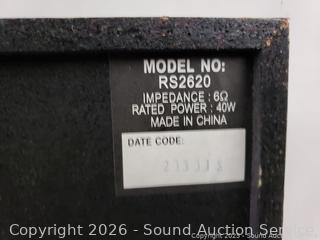 MODEL NO:
RS2620
IMPEDANCE : 6Ω
RATED POWER : 40W
MADE IN CHINA
DATE CODE:
Copyright 2026 - Sound Auction Service